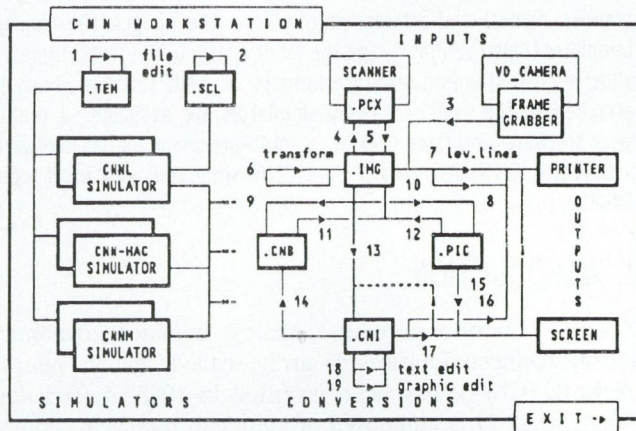 CNN WORKSTATION
INPUTS
file edit
2
.TEM
.SCL
SCANNER
.PCX
VD_CAMERA
FRAME GRABBER
3
4
5
CNNL SIMULATOR
6
transform
.IMG
7
lev.lines
PRINTER
9
10
8
11
12
CNN-HAC SIMULATOR
.CNB
13
.PIC
OUTPUTS
14
15
16
CNNM SIMULATOR
.CNI
17
SCREEN
18
text edit
19
graphic edit
SIMULATORS
CONVERSION
EXIT